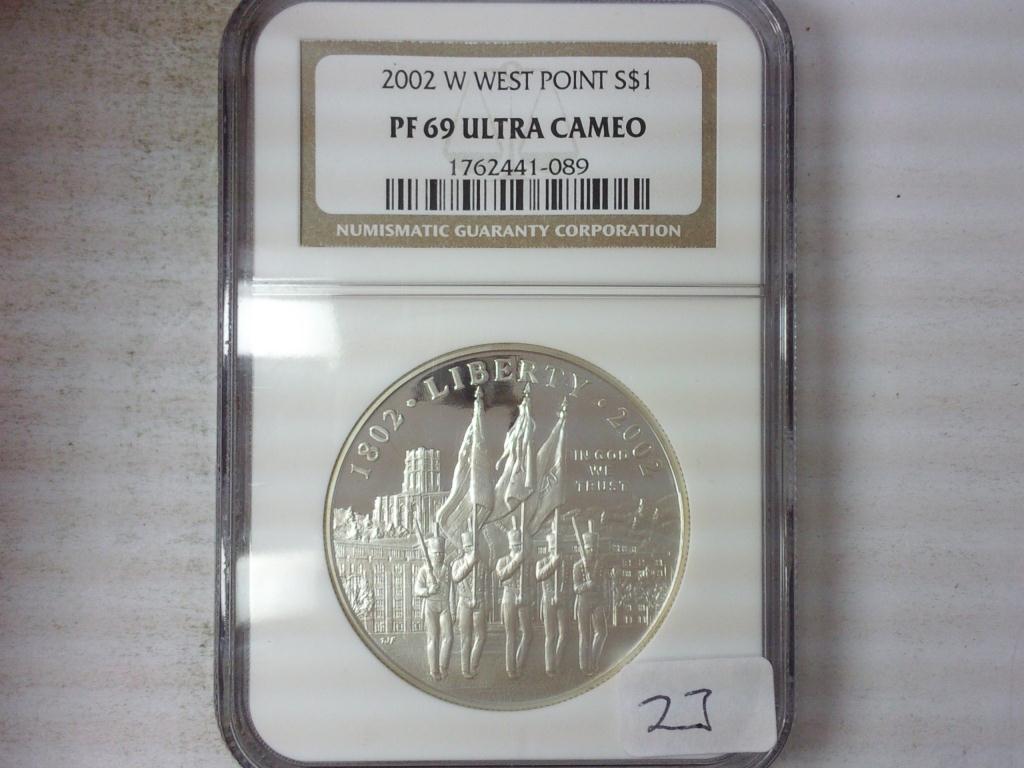 2002 W WEST POINT S$1
PF 69 ULTRA CAMEO
1762441-089
NUMISMATIC GUARANTY CORPORATION
1802 • LIBERTY • 2002
IN GOD
WE
TRUST